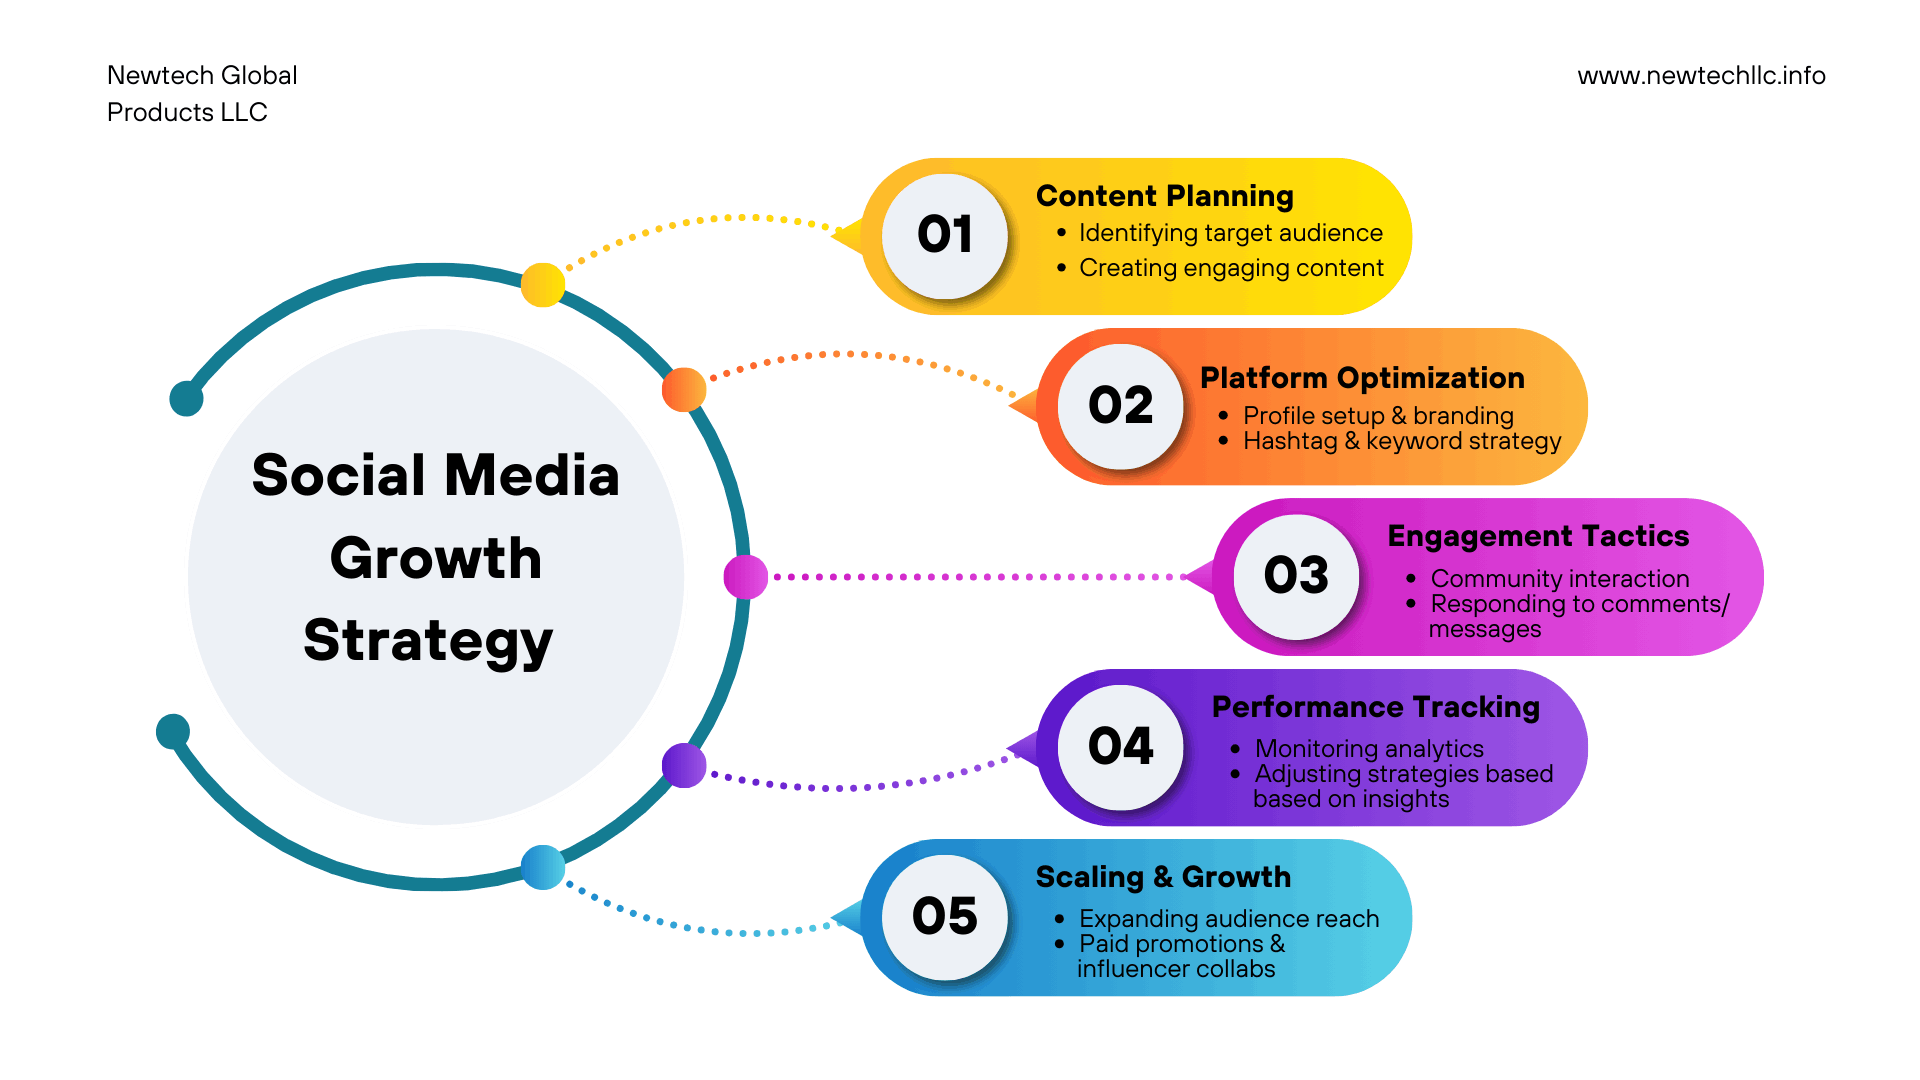 Newtech Global
Products LLC
www.newtechllc.info
Social Media
Growth
Strategy
01
Content Planning
• Identifying target audience
• Creating engaging content
02
Platform Optimization
• Profile setup & branding
• Hashtag & keyword strategy
03
Engagement Tactics
• Community interaction
• Responding to comments/
messages
04
Performance Tracking
• Monitoring analytics
• Adjusting strategies based
based on insights
05
Scaling & Growth
• Expanding audience reach
• Paid promotions &
influencer collabs